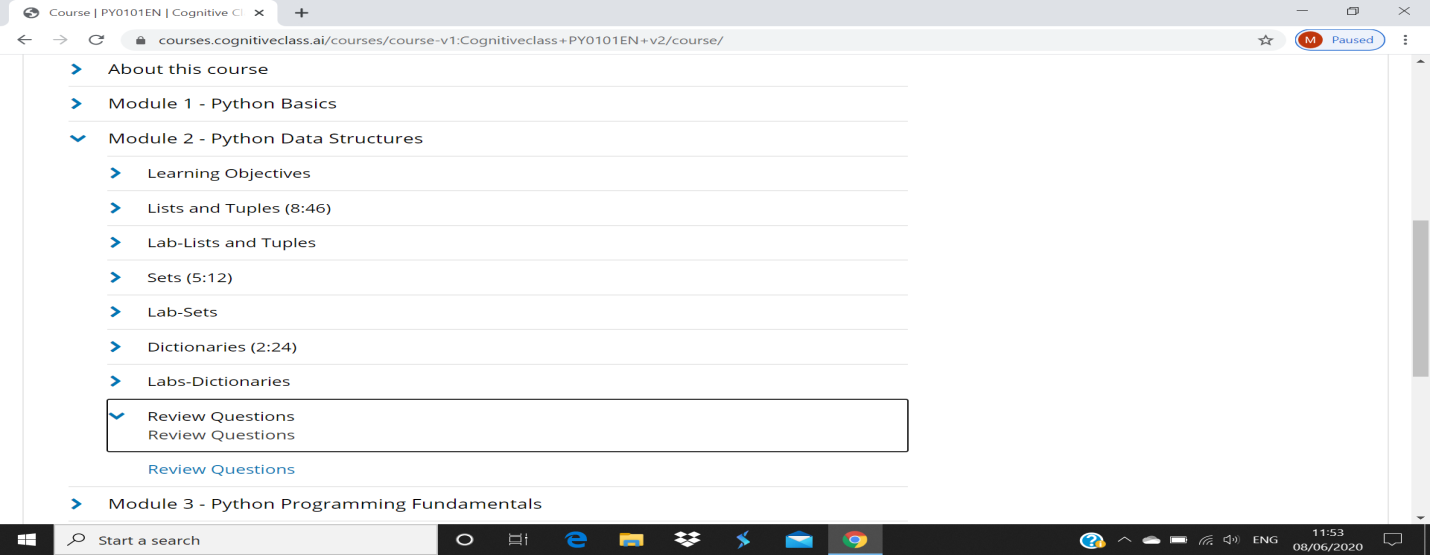 Course | PY0101EN | Cognitive Cl
courses.cognitiveclass.ai/courses/course-v1:Cognitiveclass+PY0101EN+v2/course/
M Paused
About this course
Module 1 - Python Basics
Module 2 - Python Data Structures
Learning Objectives
Lists and Tuples (8:46)
Lab-Lists and Tuples
Sets (5:12)
Lab-Sets
Dictionaries (2:24)
Labs-Dictionaries
Review Questions
Review Questions
Review Questions
Module 3 - Python Programming Fundamentals
Start a search
ENG
11:53
08/06/2020